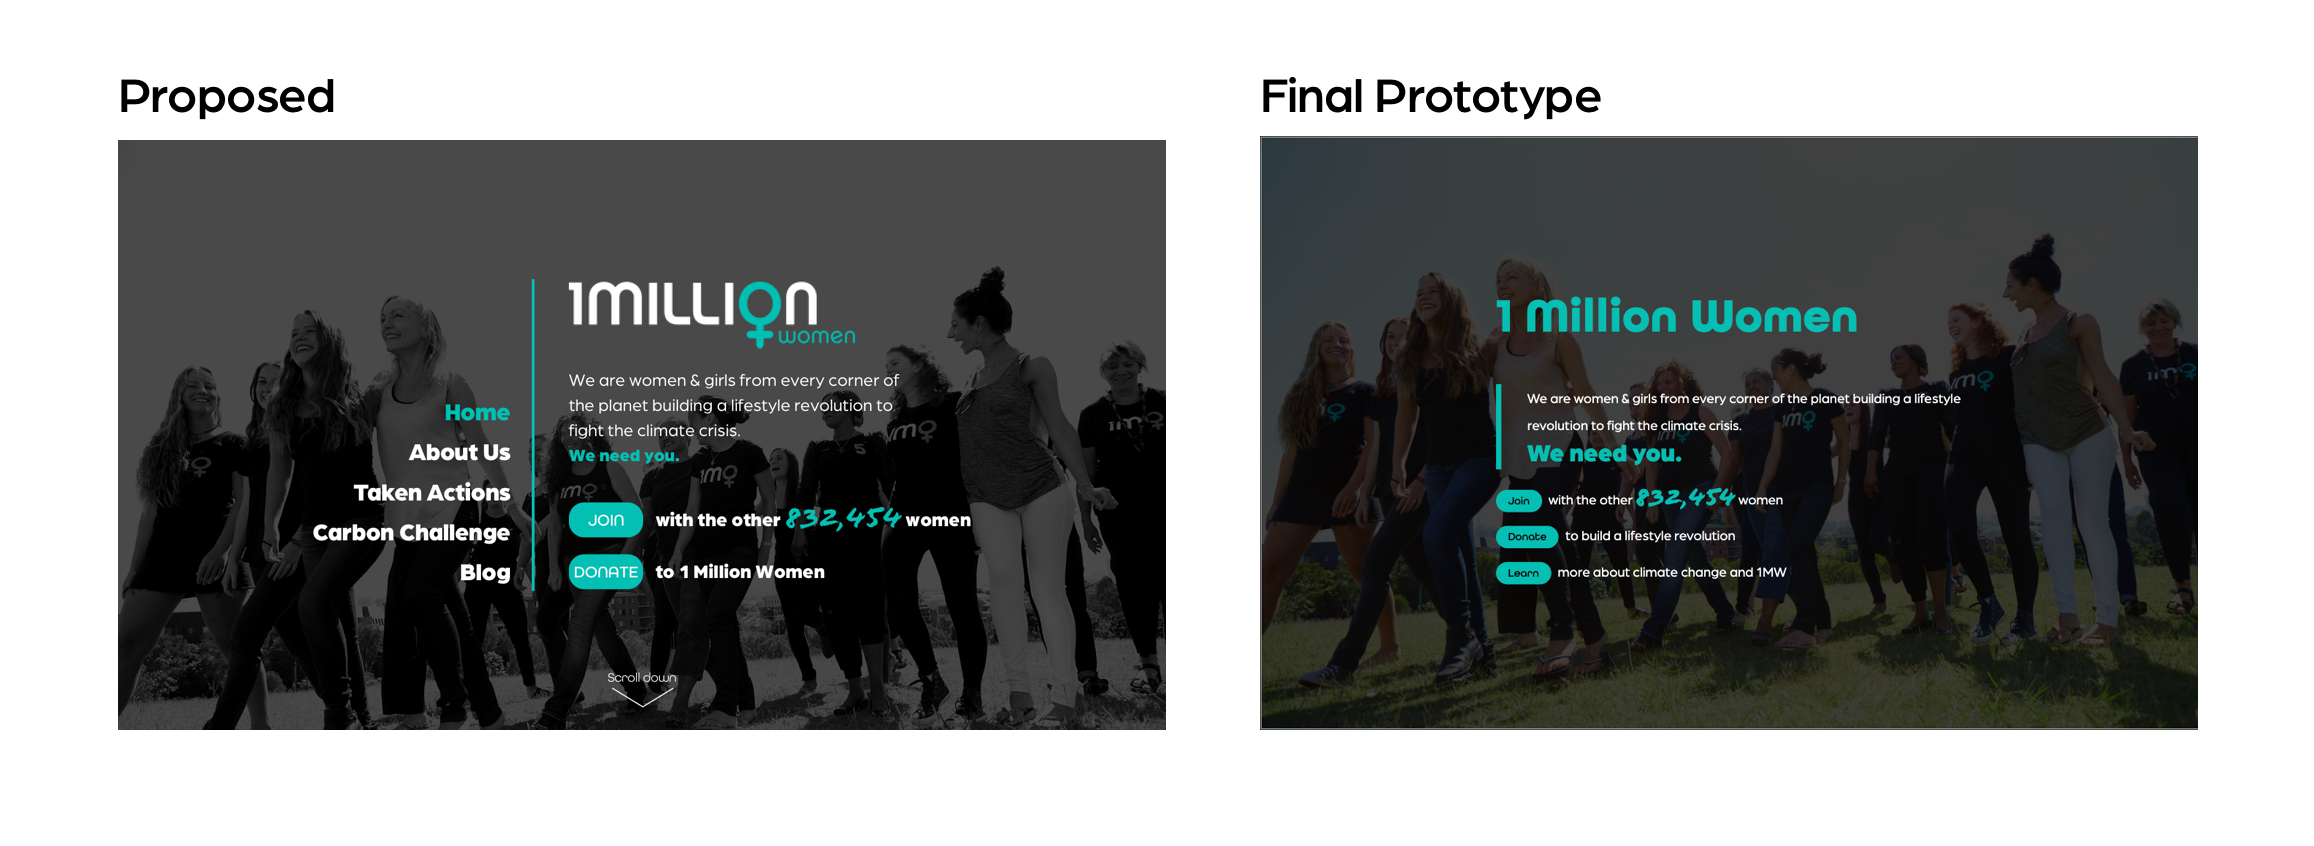 Proposed
1MILLION
women
We are women & girls from every corner of
the planet building a lifestyle revolution to
fight the climate crisis.
We need you.
Home
About Us
Taken Actions
Carbon Challenge
Blog
JOIN with the other 832,454 women
DONATE to 1 Million Women
Scroll down
1MO
Final Prototype
1 Million Women
We are women & girls from every corner of the planet building a lifestyle
revolution to fight the climate crisis.
We need you.
Join with the other 832,454 women
Donate to build a lifestyle revolution
Learn more about climate change and 1MW